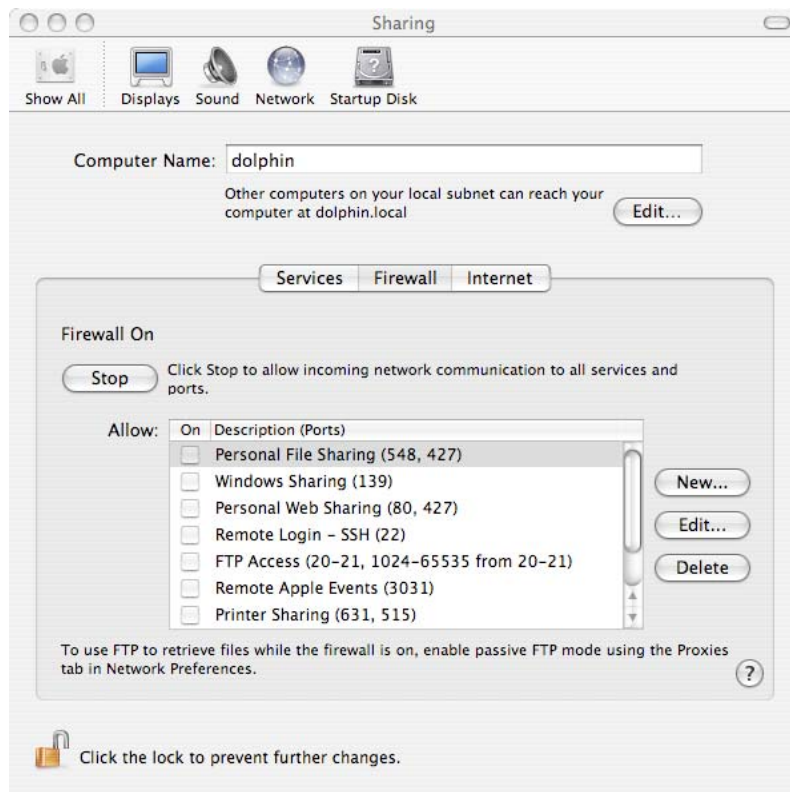 Sharing
Show All
Displays Sound Network Startup Disk
Computer Name: dolphin
Other computers on your local subnet can reach your
computer at dolphin.local
Edit...
Services Firewall Internet
Firewall On
Stop
Click Stop to allow incoming network communication to all services and
ports.
Allow:
On Description (Ports)
Personal File Sharing (548, 427)
Windows Sharing (139)
Personal Web Sharing (80, 427)
Remote Login – SSH (22)
FTP Access (20–21, 1024–65535 from 20–21)
Remote Apple Events (3031)
Printer Sharing (631, 515)
New...
Edit...
Delete
To use FTP to retrieve files while the firewall is on, enable passive FTP mode using the Proxies
tab in Network Preferences.
?
Click the lock to prevent further changes.